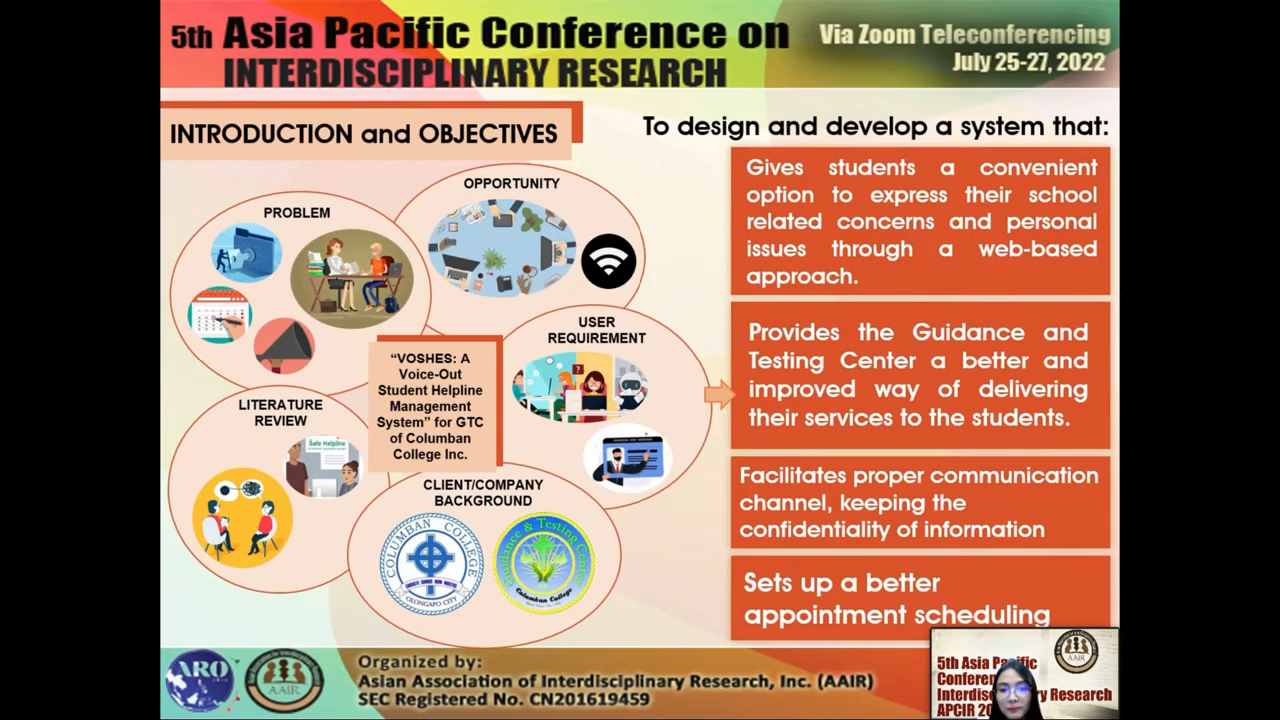 5th Asia Pacific Conference on
INTERDISCIPLINARY RESEARCH
Via Zoom Teleconferencing
July 25-27, 2022
INTRODUCTION and OBJECTIVES
To design and develop a system that:
OPPORTUNITY
PROBLEM
USER
REQUIREMENT
"VOSHES: A
Voice-Out
Student Helpline
Management
System" for GTC
of Columban
College Inc.
LITERATURE
REVIEW
Safe Helpline
CLIENT/COMPANY
BACKGROUND
COLUMBAN COLLEGE
CHRISTI SIMUS NON NOSTRI
OLONGAPO CITY
Guidance & Testing Center
Columban College
Gives students a convenient
option to express their school
related concerns and personal
issues through a web-based
approach.
Provides the Guidance and
Testing Center a better and
improved way of delivering
their services to the students.
Facilitates proper communication
channel, keeping the
confidentiality of information
Sets up a better
appointment scheduling
ARO
AAIR
Organized by:
Asian Association of Interdisciplinary Research, Inc. (AAIR)
SEC Registered No. CN201619459
AAIR
5th Asia Pacific
APCIR 20